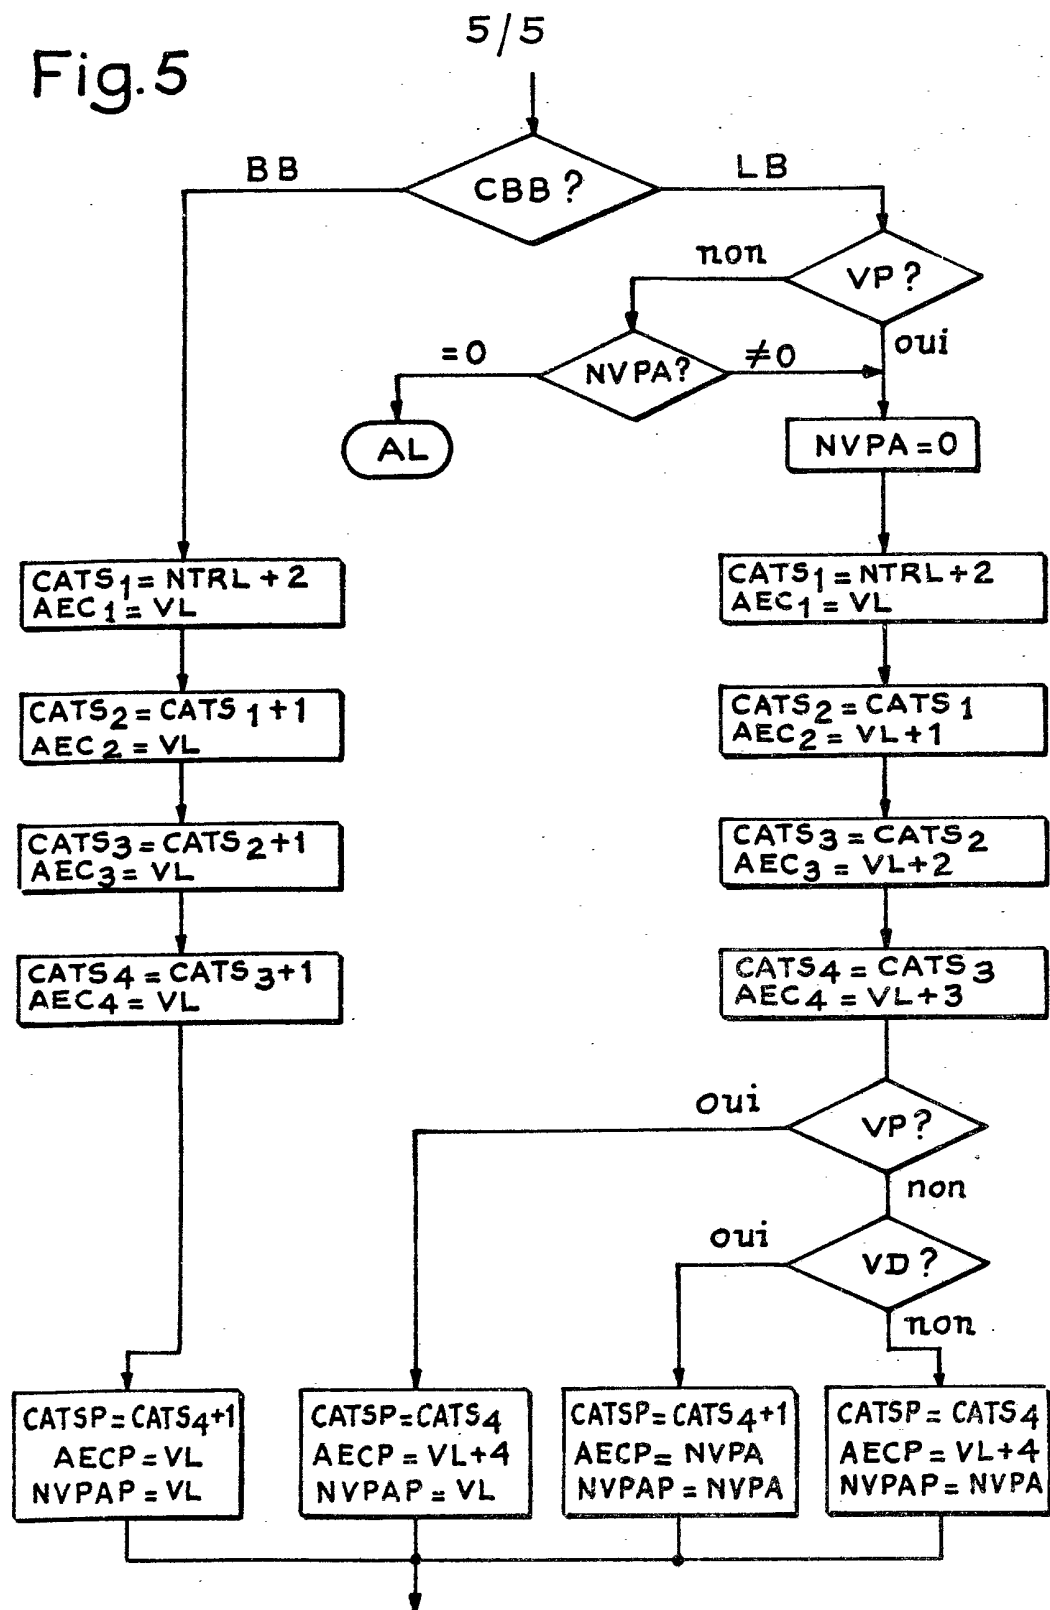 5/5
Fig.5
CBB?
BB
LB
VP?
non
oui
NVPA?
=0
≠0
AL
NVPA=0
CATS1=NTRL+2
AEC1=VL
CATS2=CATS1+1
AEC2=VL
CATS3=CATS2+1
AEC3=VL
CATS4=CATS3+1
AEC4=VL
CATS1=NTRL+2
AEC1=VL
CATS2=CATS1
AEC2=VL+1
CATS3=CATS2
AEC3=VL+2
CATS4=CATS3
AEC4=VL+3
VP?
oui
non
VD?
oui
non
CATSP=CATS4+1
AECP=VL
NVPAP=VL
CATSP=CATS4
AECP=VL+4
NVPAP=VL
CATSP=CATS4+1
AECP=NVPA
NVPAP=NVPA
CATSP=CATS4
AECP=VL+4
NVPAP=NVPA